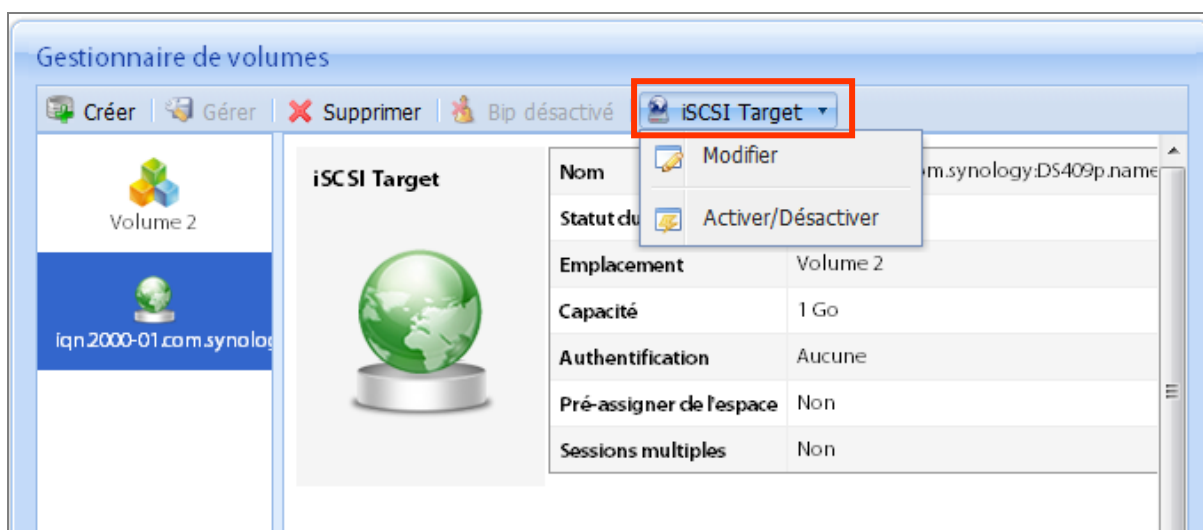 Gestionnaire de volumes
Créer Gérer Supprimer Bip désactivé iSCSI Target
Modifier
Activer/Désactiver
Volume 2
iqn.2000-01.com.synolog
iSCSI Target
Nom m.synology:DS409p.name
Statut du
Emplacement Volume 2
Capacité 1 Go
Authentification Aucune
Pré-assigner de l'espace Non
Sessions multiples Non